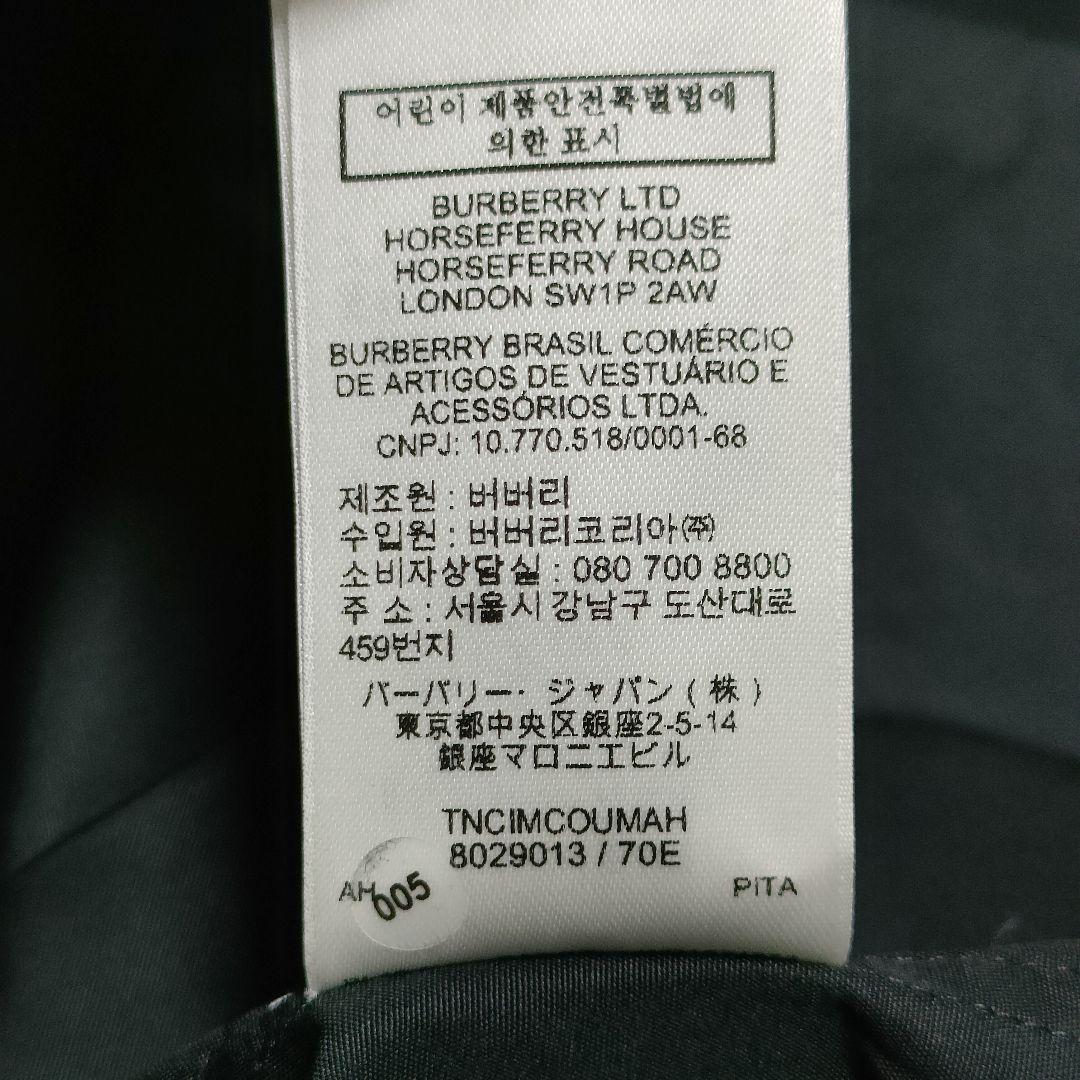 어린이 제품안전특별법에
의한 표시
BURBERRY LTD
HORSEFERRY HOUSE
HORSEFERRY ROAD
LONDON SW1P 2AW
BURBERRY BRASIL COMÉRCIO
DE ARTIGOS DE VESTUÁRIO E
ACESSÓRIOS LTDA.
CNPJ: 10.770.518/0001-68
제조원 : 버버리
수입원 : 버버리코리아㈜
소비자상담실 : 080 700 8800
주 소 : 서울시 강남구 도산대로
459번지
バーバリー・ジャパン ( 株 )
東京都中央区銀座2-5-14
銀座マロニエビル
TNCIMCOUMAH
8029013 / 70E
AH 005 PITA